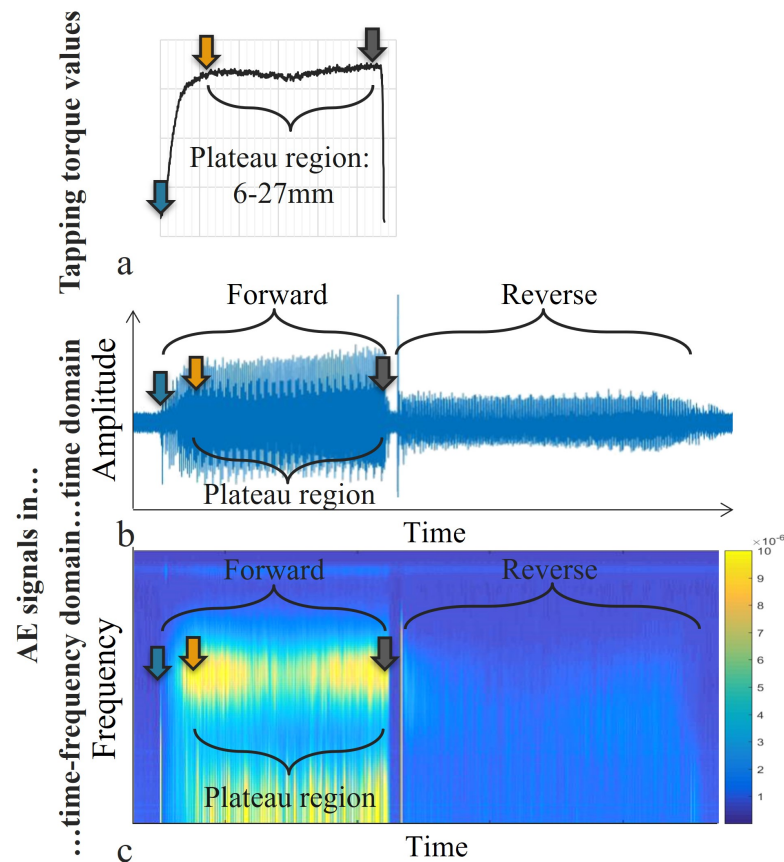 Tapping torque values
Plateau region:
6-27mm
a
AE signals in…
…time domain
Forward
Reverse
Amplitude
Plateau region
Time
b
…time-frequency domain
Forward
Reverse
Frequency
Plateau region
Time
c
×10-6
10
9
8
7
6
5
4
3
2
1